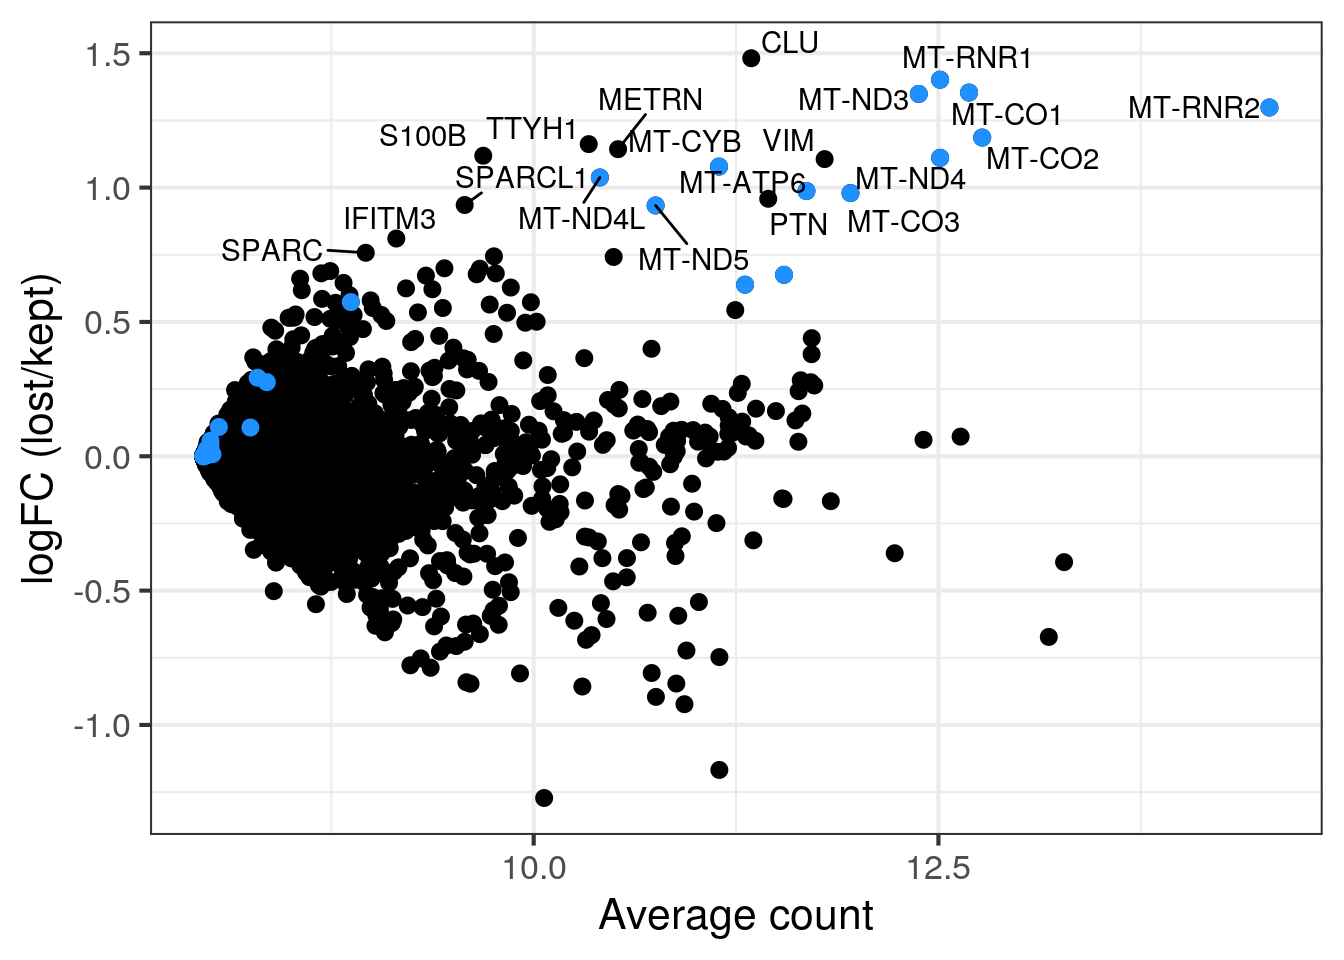 CLU
MT-RNR1
METRN
MT-ND3
MT-RNR2
MT-CO1
S100B
TTYH1
MT-CYB
VIM
MT-CO2
SPARCL1
MT-ATP6
MT-ND4
IFITM3
MT-ND4L
PTN
MT-CO3
SPARC
MT-ND5
1.5
1.0
0.5
0.0
-0.5
-1.0
logFC (lost/kept)
10.0
12.5
Average count